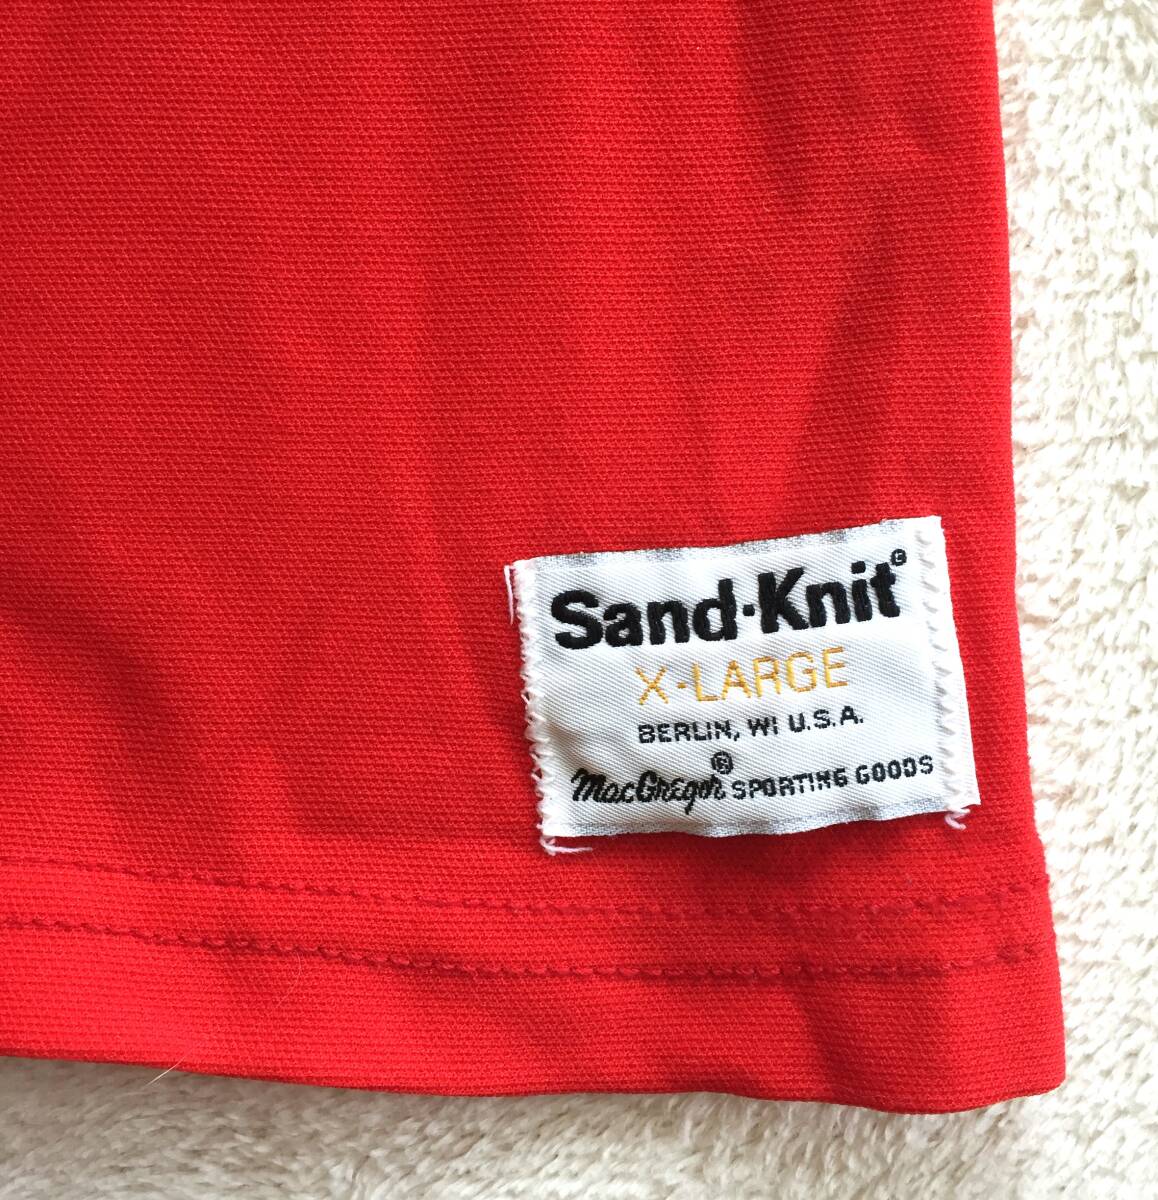 Sand·Knit®
X-LARGE
BERLIN, WI U.S.A.
MacGregor® SPORTING GOODS